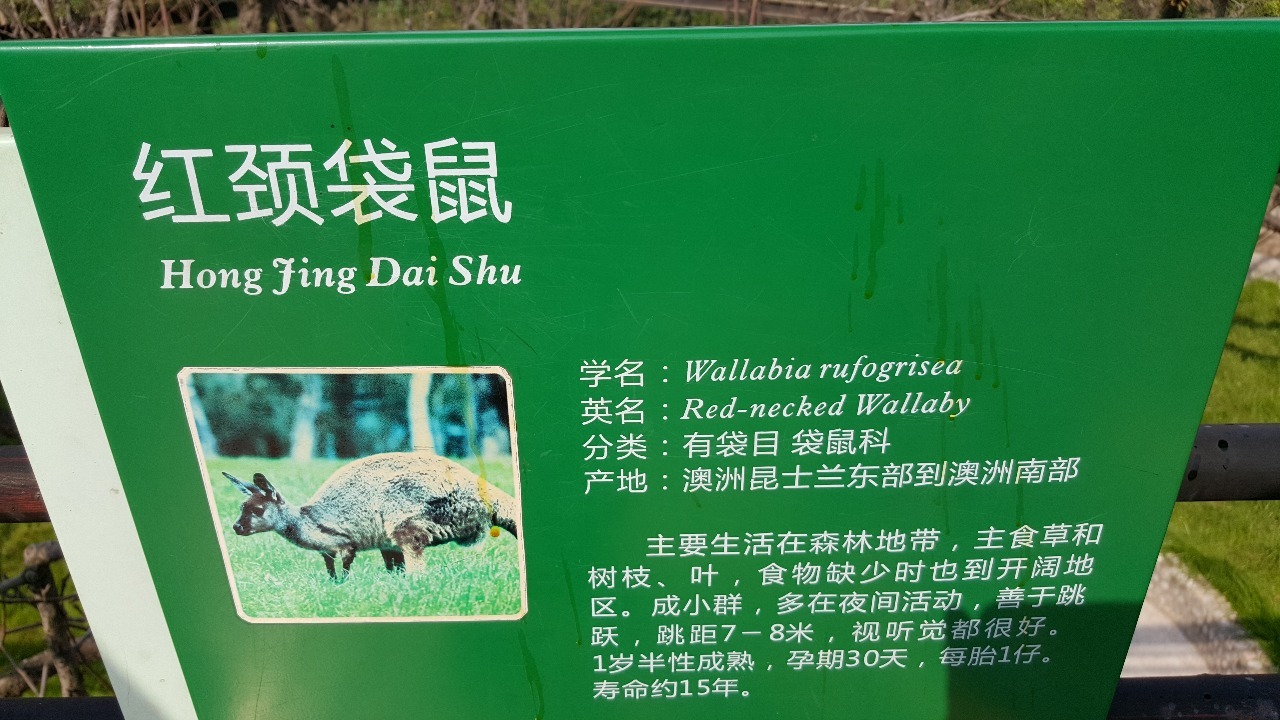 红颈袋鼠
Hong Jing Dai Shu
学名：Wallabia rufogrisea
英名：Red-necked Wallaby
分类：有袋目 袋鼠科
产地：澳洲昆士兰东部到澳洲南部
主要生活在森林地带，主食草和
树枝、叶，食物缺少时也到开阔地
区。成小群，多在夜间活动，善于跳
跃，跳距7－8米，视听觉都很好。
1岁半性成熟，孕期30天，每胎1仔。
寿命约15年。